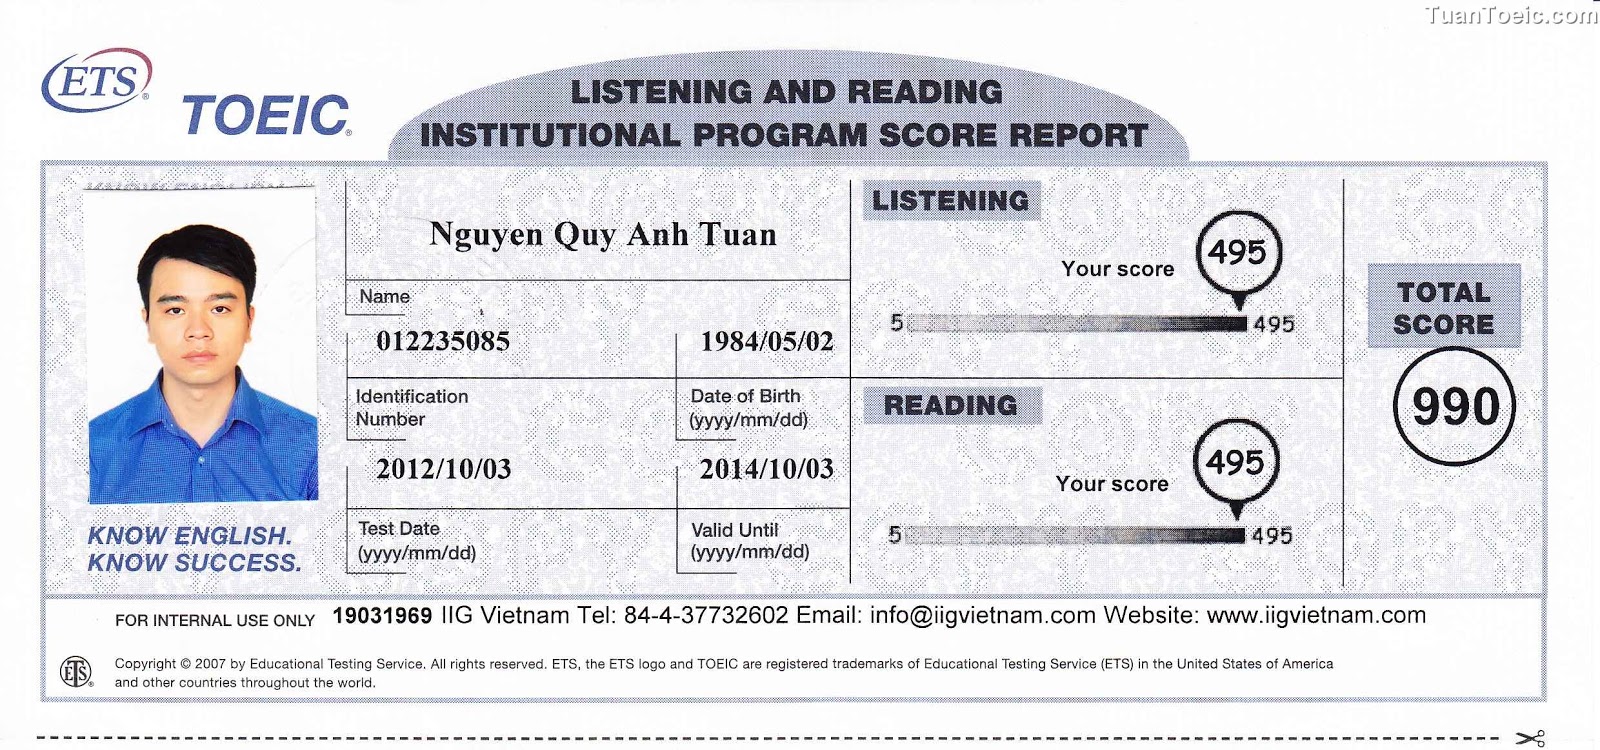 TuanToeic.com
ETS®
TOEIC®
LISTENING AND READING
INSTITUTIONAL PROGRAM SCORE REPORT
Nguyen Quy Anh Tuan
Name
012235085
1984/05/02
Identification
Number
Date of Birth
(yyyy/mm/dd)
2012/10/03
2014/10/03
Test Date
(yyyy/mm/dd)
Valid Until
(yyyy/mm/dd)
KNOW ENGLISH.
KNOW SUCCESS.
LISTENING
Your score
495
5
495
READING
Your score
495
5
495
TOTAL
SCORE
990
FOR INTERNAL USE ONLY 19031969 IIG Vietnam Tel: 84-4-37732602 Email: info@iigvietnam.com Website: www.iigvietnam.com
ETS®
Copyright © 2007 by Educational Testing Service. All rights reserved. ETS, the ETS logo and TOEIC are registered trademarks of Educational Testing Service (ETS) in the United States of America
and other countries throughout the world.